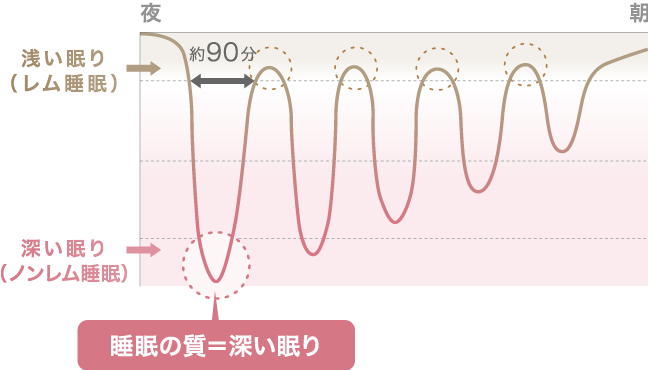 夜
朝
浅い眠り
（レム睡眠）
約90分
深い眠り
（ノンレム睡眠）
睡眠の質＝深い眠り